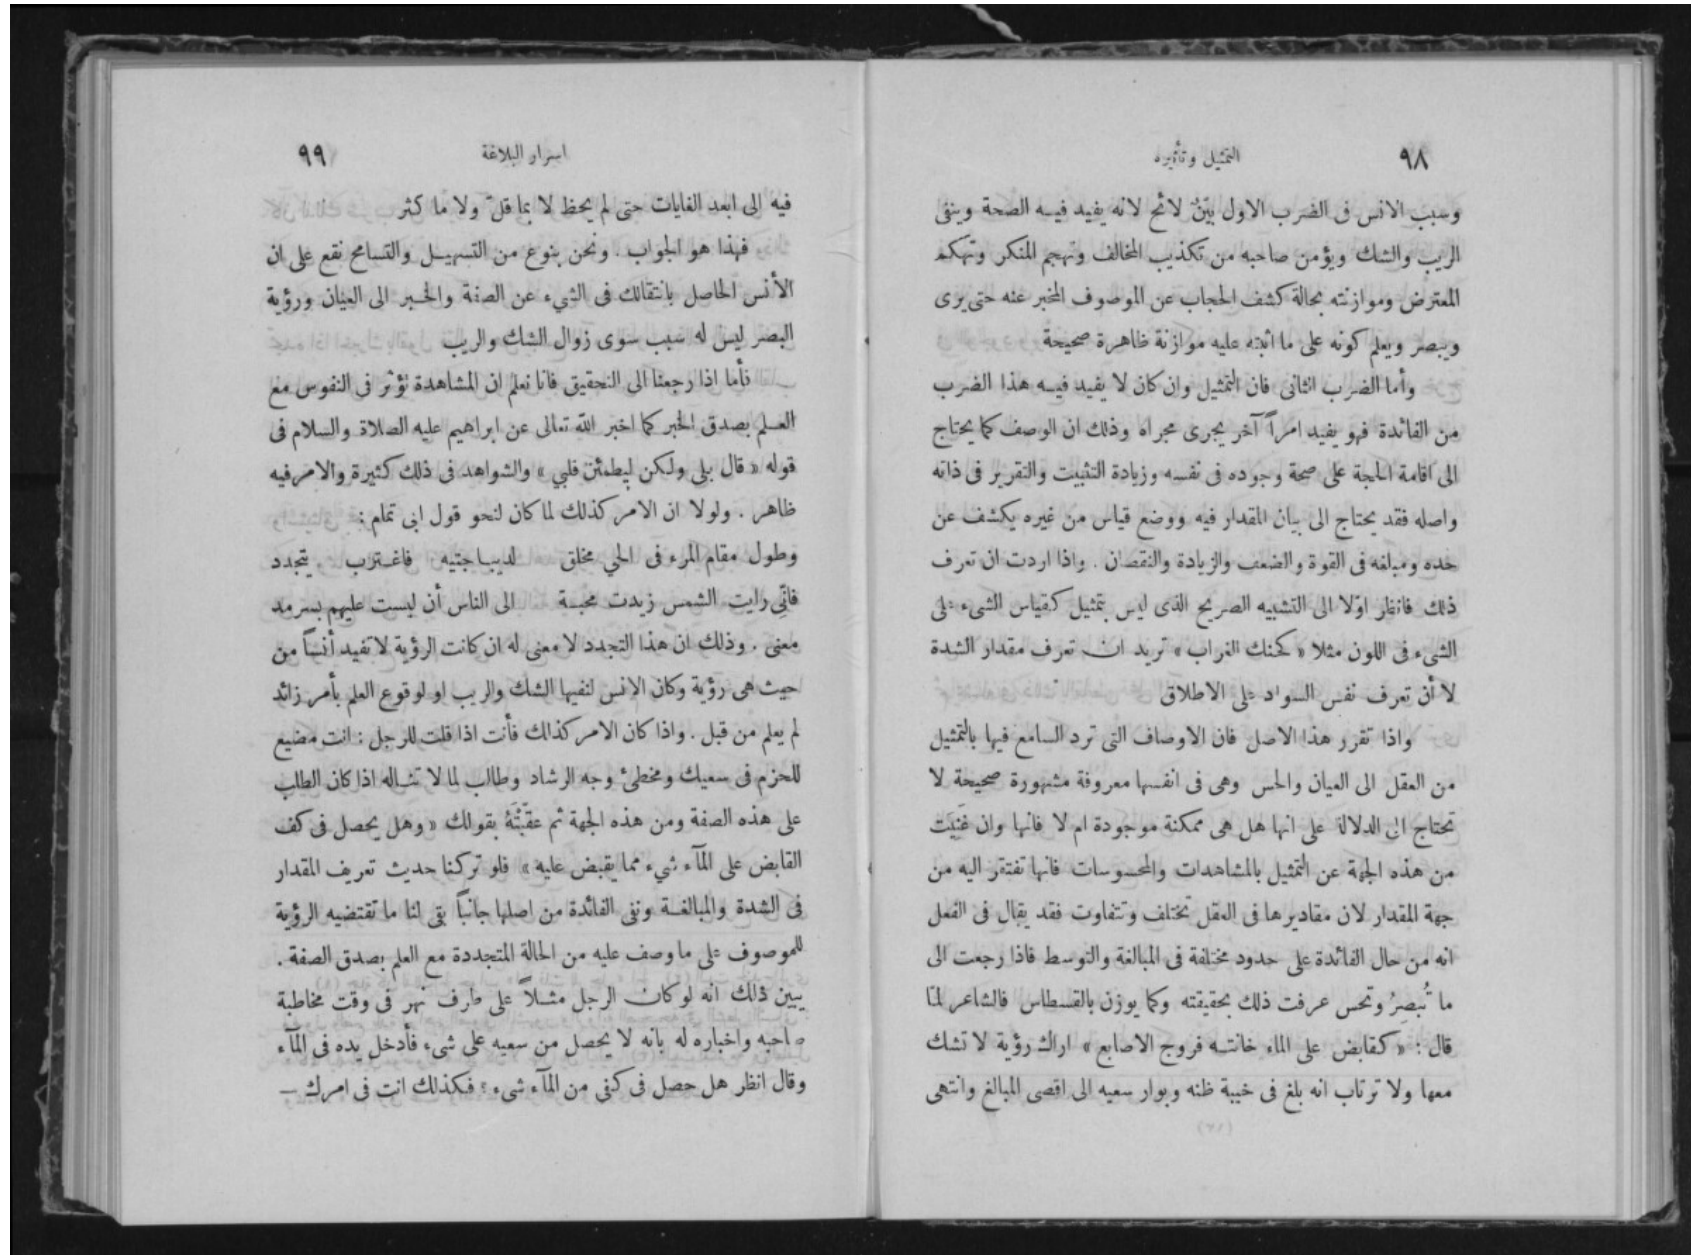 ٩٨
التمثيل وتأثيره
وسبب الانس فى الضرب الاول بيّنٌ لائح لانه يفيد فيه الصحة وينفى
الريب والشك ويؤمن صاحبه من تكذيب المخالف وتهجم المنكر وتهكم
المعترض وموازنته بحالة كشف الحجاب عن الموصوف المخبر عنه حتى يرى
ويبصر ويعلم كونه على ما اثبته عليه موازنة ظاهرة صحيحة
وأما الضرب الثانى فان التمثيل وان كان لا يفيد فيه هذا الضرب
من الفائدة فهو يفيد امراً آخر يجرى مجراه وذلك ان الوصف كما يحتاج
الى اقامة الحجة على صحة وجوده فى نفسه وزيادة التثبيت والتقرير فى ذاته
واصله فقد يحتاج الى بيان المقدار فيه ووضع قياس من غيره يكشف عن
حده ومبلغه فى القوة والضعف والزيادة والنقصان . واذا اردت ان تعرف
ذلك فانظر اوّلا الى التشبيه الصريح الذى ليس بتمثيل كقياس الشىء على
الشىء فى اللون مثلا « كحنك الغراب » تريد ان تعرف مقدار الشدة
لا أن تعرف نفس السواد على الاطلاق
واذا تقرر هذا الاصل فان الاوصاف التى ترد السامع فيها بالتمثيل
من العقل الى العيان والحس وهى فى انفسها معروفة مشهورة صحيحة لا
تحتاج الى الدلالة على انها هل هى ممكنة موجودة ام لا فانها وان غَنِيَت
من هذه الجهة عن التمثيل بالمشاهدات والمحسوسات فانها تفتقر اليه من
جهة المقدار لان مقاديرها فى العقل تختلف وتتفاوت فقد يقال فى الفعل
انه من حال الفائدة على حدود مختلفة فى المبالغة والتوسط فاذا رجعت الى
ما تُبصِرُ وتحس عرفت ذلك بحقيقته وكما يوزن بالقسطاس فالشاعر لمّا
قال : « كقابض على الماء خانته فروج الاصابع » اراك رؤية لا تشك
معها ولا ترتاب انه بلغ فى خيبة ظنه وبوار سعيه الى اقصى المبالغ وانتهى
٩٩
اسرار البلاغة
فيه الى ابعد الغايات حتى لم يحظ لا بما قلّ ولا ما كثر
فهذا هو الجواب . ونحن بنوع من التسهيل والتسامح نقع على ان
الأنس الحاصل بانتقالك فى الشيء عن الصفة والخبر الى العيان ورؤية
البصر ليس له سبب سوى زوال الشك والريب
فأما اذا رجعنا الى التحقيق فانا نعلم ان المشاهدة تؤثر فى النفوس مع
العلم بصدق الخبر كما اخبر الله تعالى عن ابراهيم عليه الصلاة والسلام فى
قوله « قال بلى ولكن ليطمئن قلبي » والشواهد فى ذلك كثيرة والامر فيه
ظاهر . ولولا ان الامر كذلك لما كان لنحو قول ابى تمام :
وطول مقام المرء فى الحي مخلق لديباجتيه فاغترب يتجدد
فانّي رايت الشمس زيدت محبة الى الناس أن ليست عليهم بسرمد
معنى . وذلك ان هذا التجدد لا معنى له ان كانت الرؤية لا تفيد أنساً من
حيث هى رؤية وكان الانس لنفيها الشك والريب او لوقوع العلم بأمر زائد
لم يعلم من قبل . واذا كان الامر كذلك فأنت اذا قلت للرجل : انت مضيع
للحزم فى سعيك ومخطئ وجه الرشاد وطالب لما لا تناله اذا كان الطلب
على هذه الصفة ومن هذه الجهة ثم عقّبْتَهُ بقولك « وهل يحصل فى كف
القابض على المآء شيء مما يقبض عليه » فلو تركنا حديث تعريف المقدار
فى الشدة والمبالغة ونفى الفائدة من اصلها جانباً بقى لنا ما تقتضيه الرؤية
للموصوف على ما وصف عليه من الحالة المتجددة مع العلم بصدق الصفة .
يبين ذلك انه لو كان الرجل مثلاً على طرف نهر فى وقت مخاطبة
صاحبه واخباره له بانه لا يحصل من سعيه على شىء فأدخل يده فى المآء
وقال انظر هل حصل فى كفى من المآء شىء ؟ فكذلك انت فى امرك —